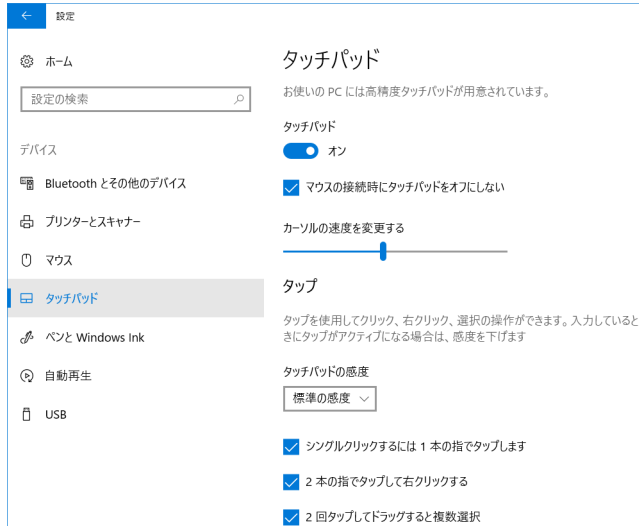 設定
ホーム
設定の検索
デバイス
Bluetooth とその他のデバイス
プリンターとスキャナー
マウス
タッチパッド
ペンと Windows Ink
自動再生
USB
タッチパッド
お使いの PC には高精度タッチパッドが用意されています。
タッチパッド
オン
マウスの接続時にタッチパッドをオフにしない
カーソルの速度を変更する
タップ
タップを使用してクリック、右クリック、選択の操作ができます。入力していると
きにタップがアクティブになる場合は、感度を下げます
タッチパッドの感度
標準の感度
シングルクリックするには 1 本の指でタップします
2 本の指でタップして右クリックする
2 回タップしてドラッグすると複数選択